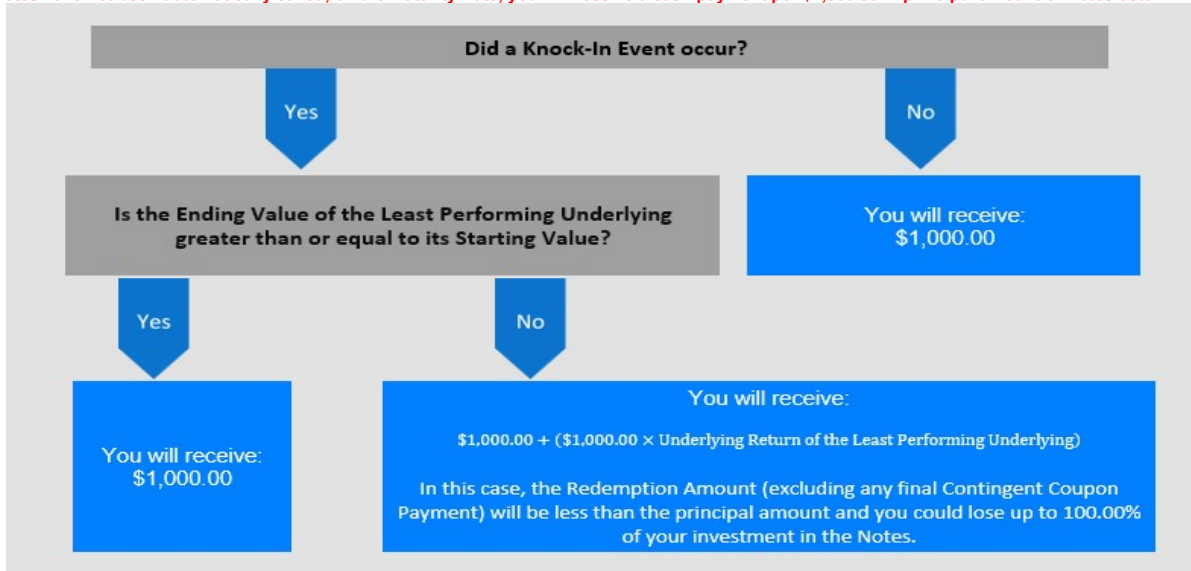 Did a Knock-In Event occur?
Yes
No
Is the Ending Value of the Least Performing Underlying
greater than or equal to its Starting Value?
You will receive:
$1,000.00
Yes
No
You will receive:
$1,000.00
You will receive:
$1,000.00 + ($1,000.00 × Underlying Return of the Least Performing Underlying)
In this case, the Redemption Amount (excluding any final Contingent Coupon
Payment) will be less than the principal amount and you could lose up to 100.00%
of your investment in the Notes.